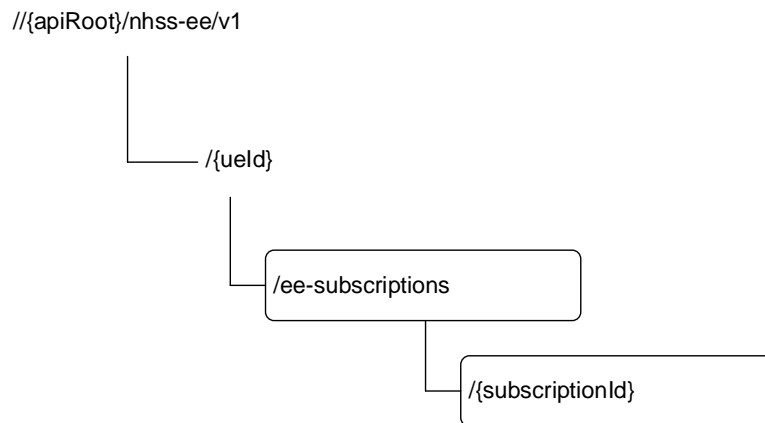 //{apiRoot}/nhss-ee/v1
/{ueId}
/ee-subscriptions
/{subscriptionId}